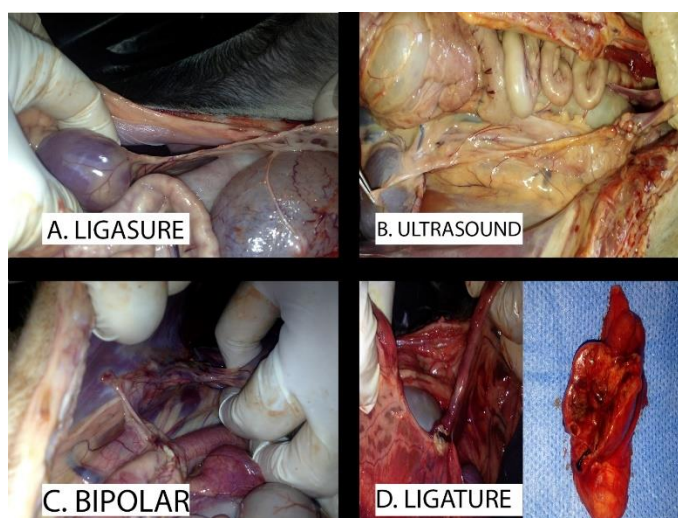 A. LIGASURE
B. ULTRASOUND
C. BIPOLAR
D. LIGATURE